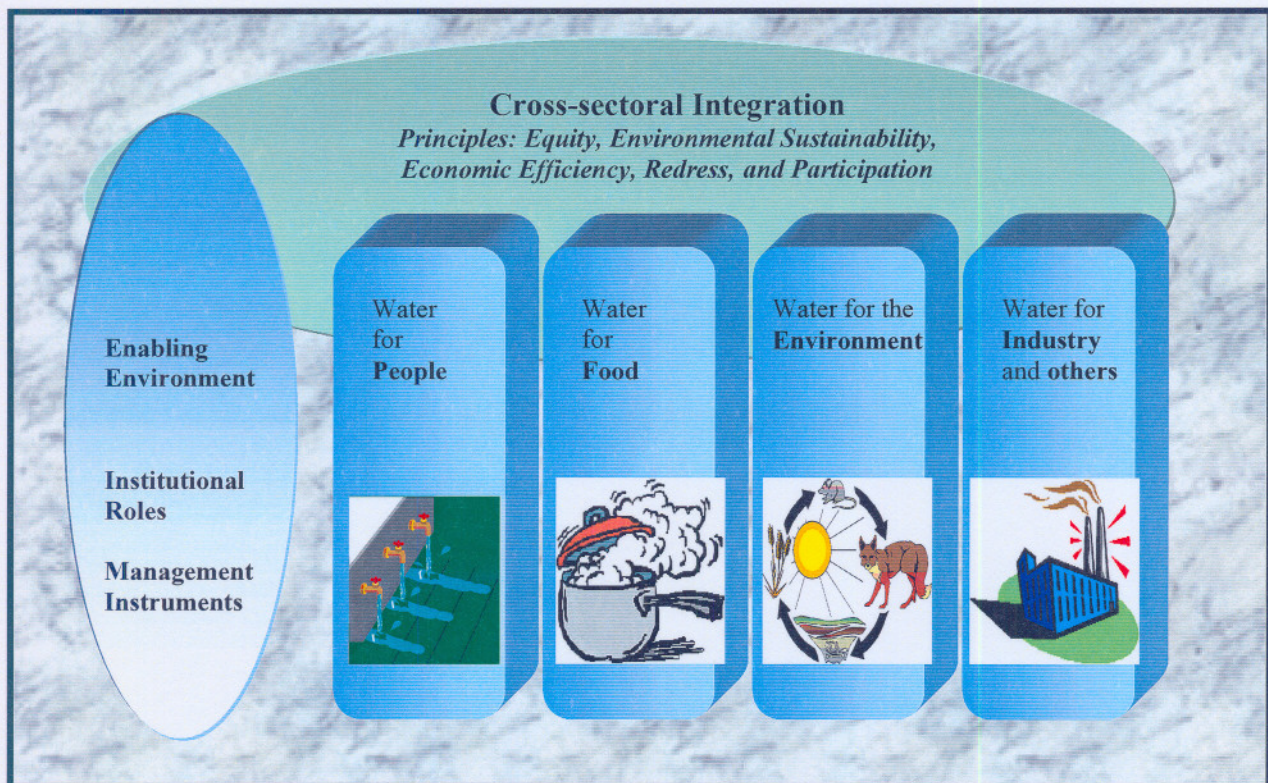 Cross-sectoral Integration
Principles: Equity, Environmental Sustainability,
Economic Efficiency, Redress, and Participation
Enabling
Environment
Institutional
Roles
Management
Instruments
Water
for
People
Water
for
Food
Water for the
Environment
Water for
Industry
and others